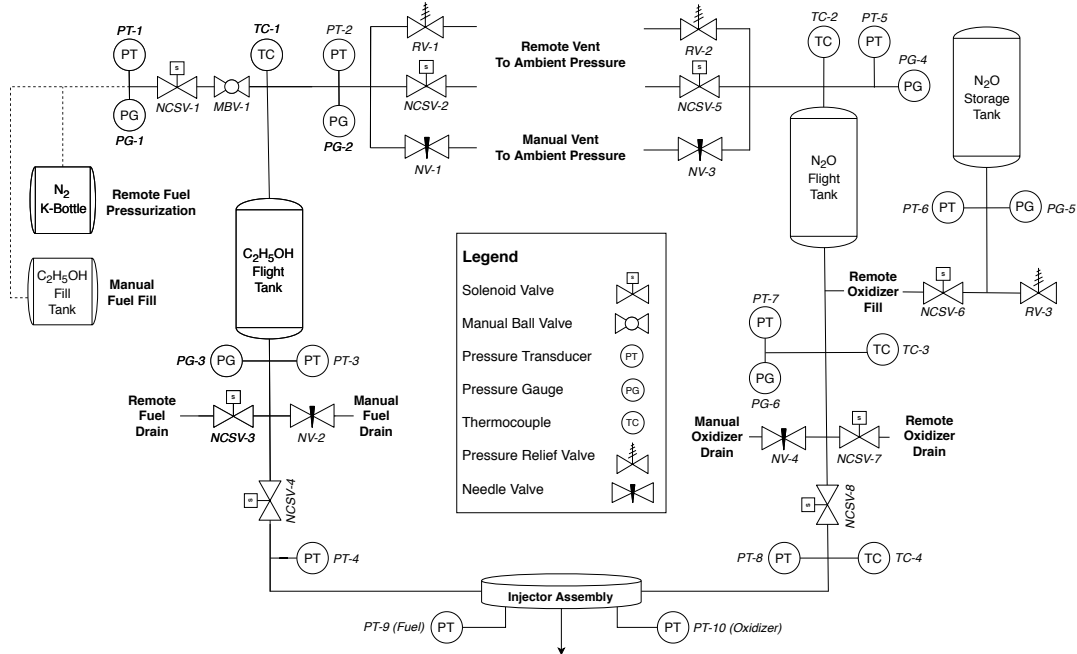 PT-1
PT
PG
PG-1
S
NCSV-1
MBV-1
TC-1
TC
PT-2
PT
PG
PG-2
RV-1
S
NCSV-2
NV-1
Remote Vent
To Ambient Pressure
Manual Vent
To Ambient Pressure
RV-2
S
NCSV-5
NV-3
TC-2
TC
PT-5
PT
PG-4
PG
N₂O
Storage
Tank
N₂
K-Bottle
Remote Fuel
Pressurization
C₂H₅OH
Fill
Tank
Manual
Fuel Fill
C₂H₅OH
Flight
Tank
N₂O
Flight
Tank
PT-6
PT
PG
PG-5
Remote
Oxidizer
Fill
S
NCSV-6
RV-3
Legend
Solenoid Valve
S
Manual Ball Valve
Pressure Transducer
PT
Pressure Gauge
PG
Thermocouple
TC
Pressure Relief Valve
Needle Valve
PG-3
PG
PT
PT-3
PT-7
PT
PG
PG-6
TC
TC-3
Remote
Fuel
Drain
S
NCSV-3
NV-2
Manual
Fuel
Drain
Manual
Oxidizer
Drain
NV-4
S
NCSV-7
Remote
Oxidizer
Drain
S
NCSV-4
S
NCSV-8
PT
PT-4
PT-8
PT
TC
TC-4
Injector Assembly
PT-9 (Fuel)
PT
PT
PT-10 (Oxidizer)